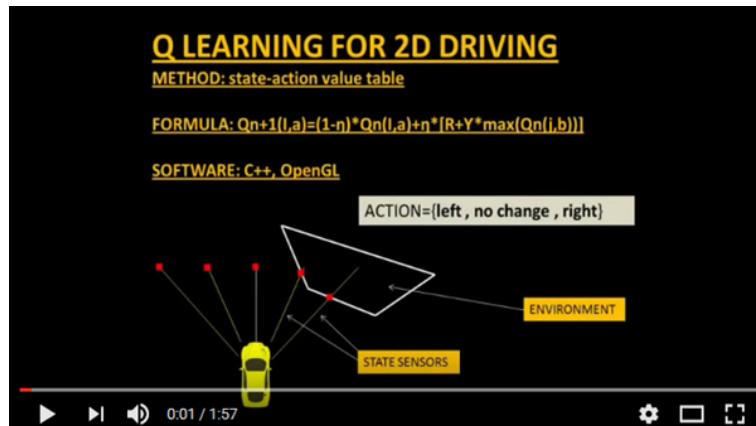 Q LEARNING FOR 2D DRIVING
METHOD: state-action value table
FORMULA: Qn+1(I,a)=(1-η)*Qn(I,a)+η*[R+Y*max(Qn(j,b))]
SOFTWARE: C++, OpenGL
ACTION={left , no change , right}
ENVIRONMENT
STATE SENSORS
0:01 / 1:57